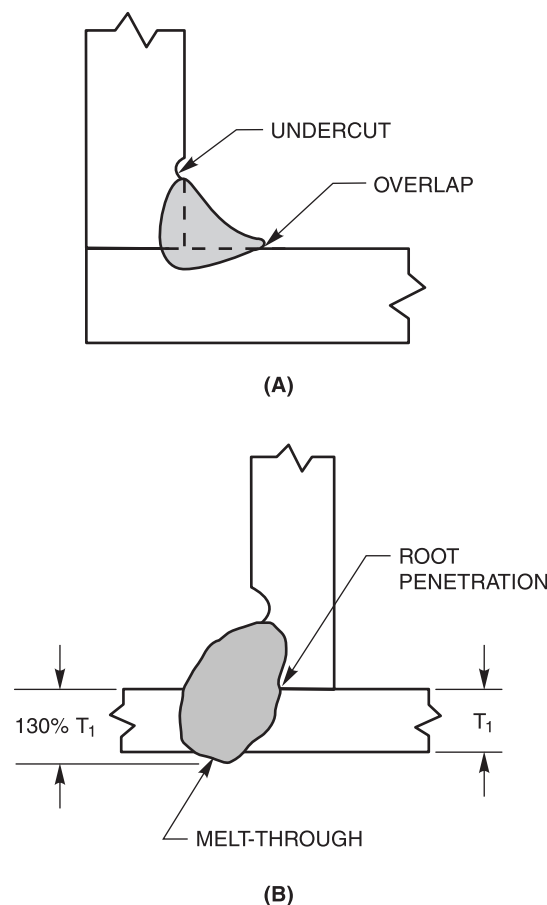 UNDERCUT
OVERLAP
(A)
ROOT
PENETRATION
130% T₁
T₁
MELT-THROUGH
(B)